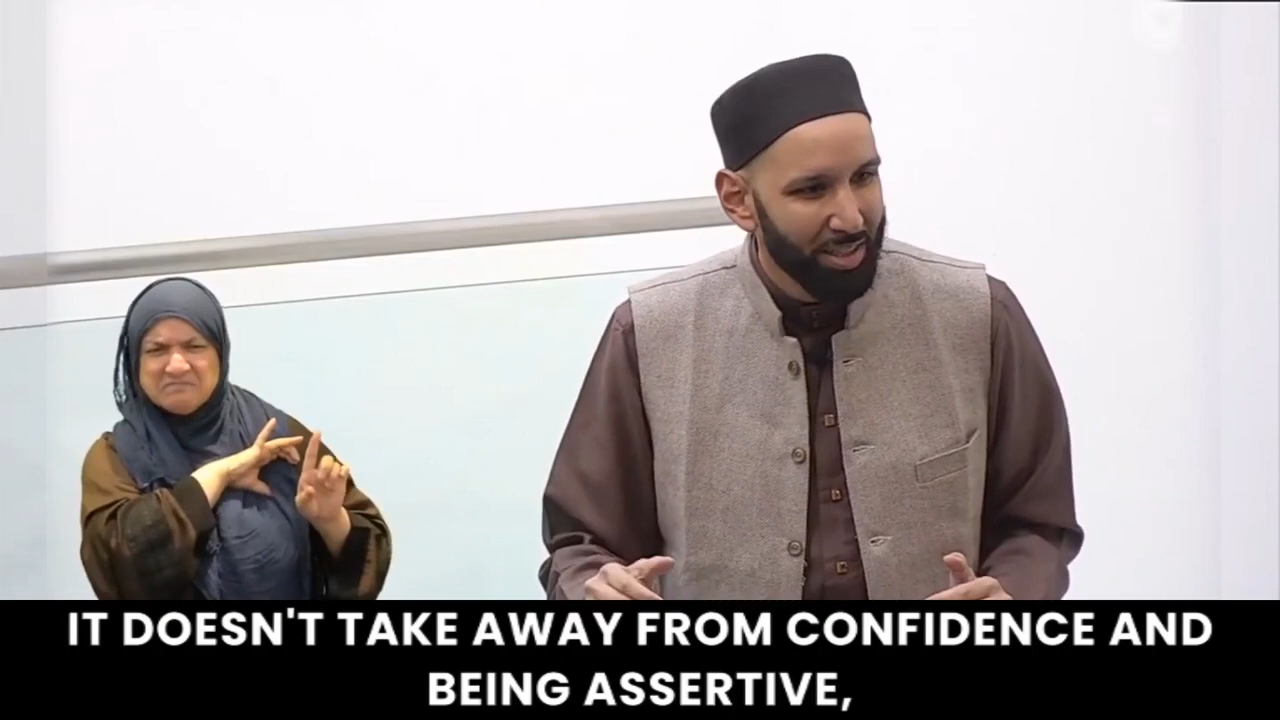 IT DOESN'T TAKE AWAY FROM CONFIDENCE AND
BEING ASSERTIVE,